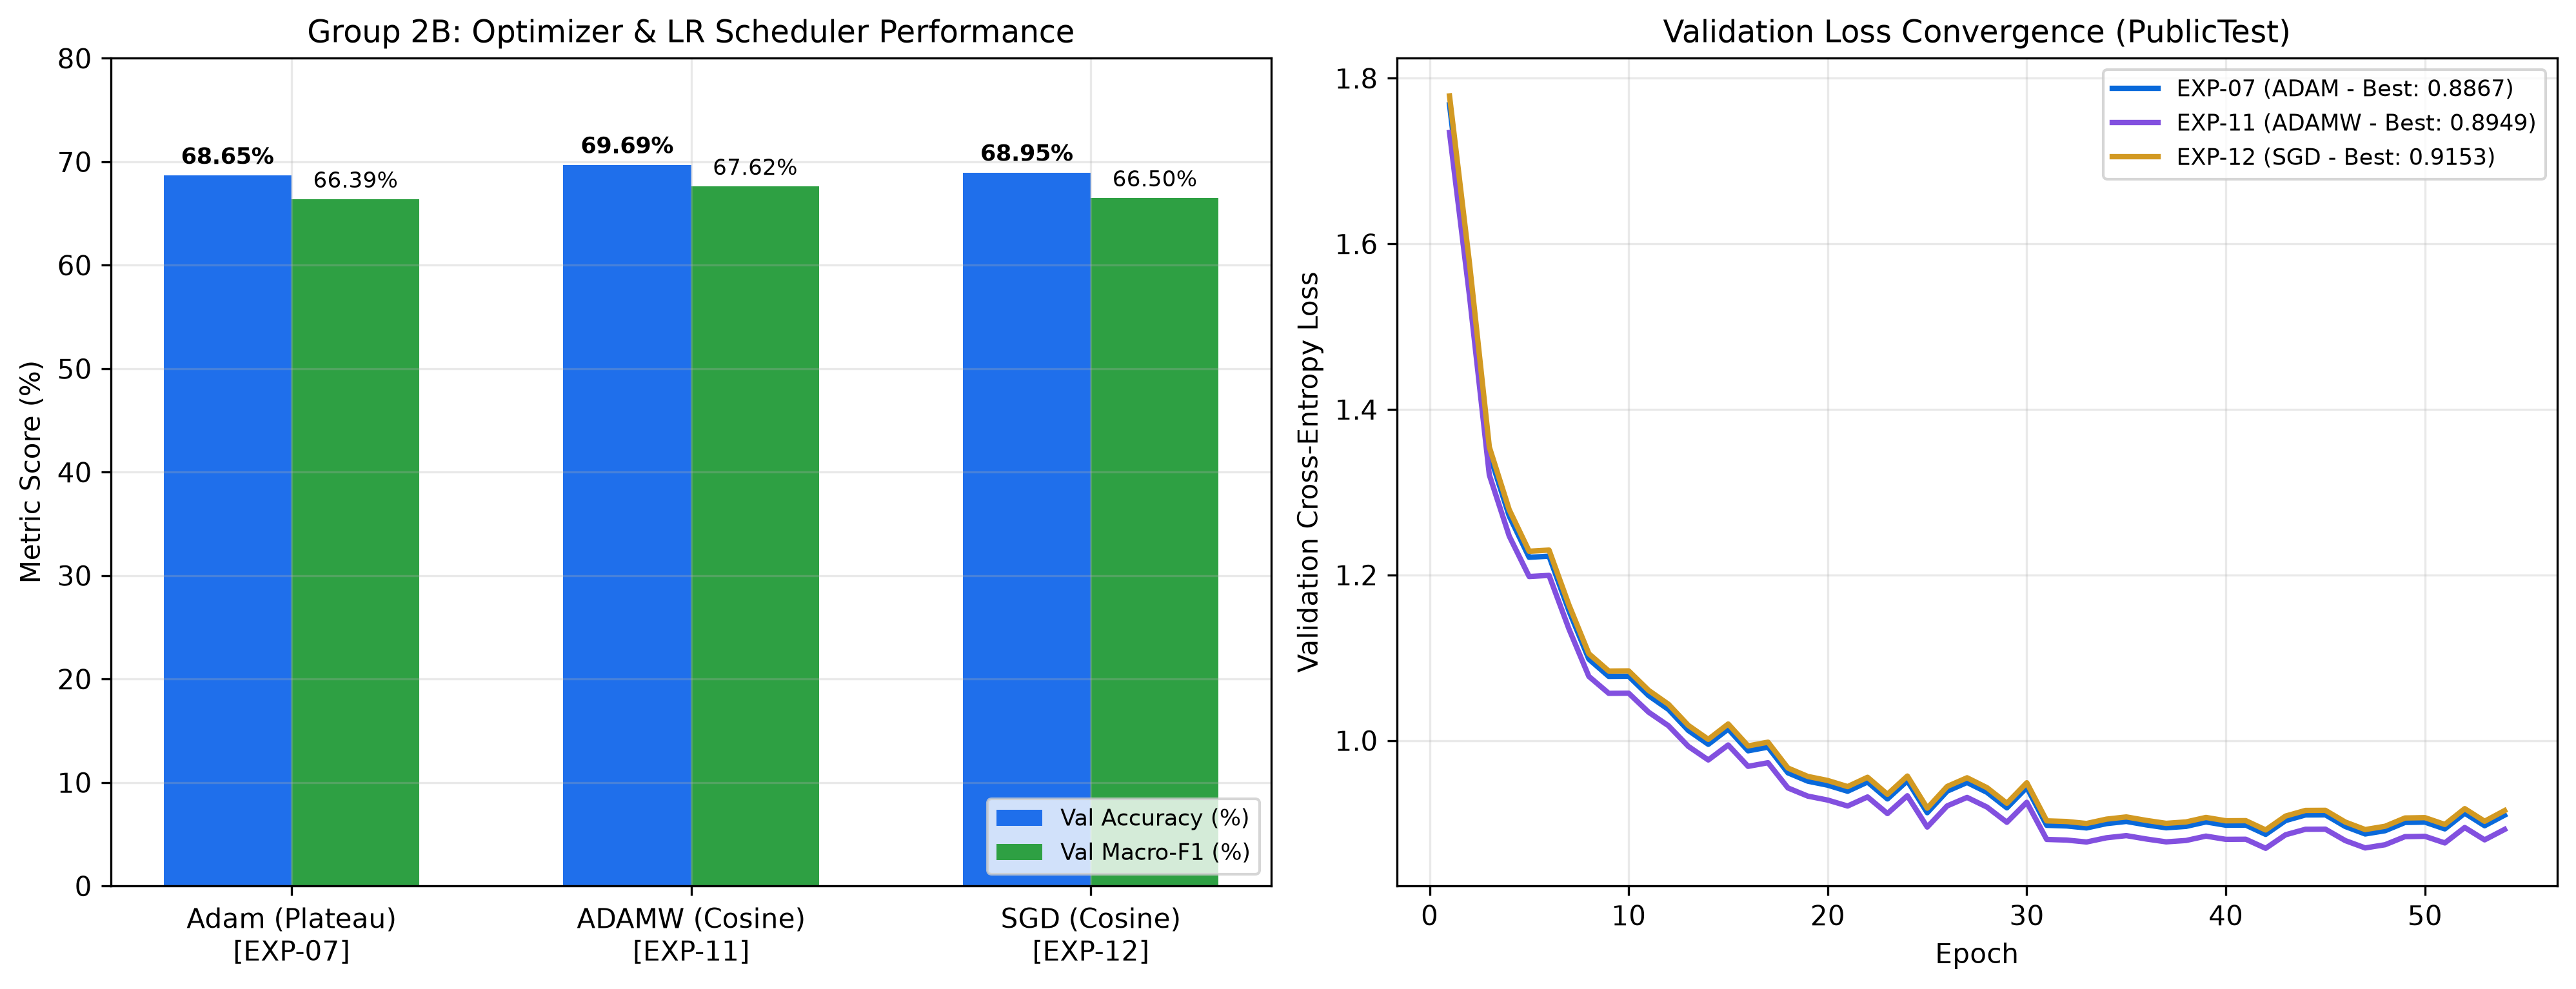 Group 2B: Optimizer & LR Scheduler Performance
Metric Score (%)
80
70
60
50
40
30
20
10
0
68.65%
66.39%
69.69%
67.62%
68.95%
66.50%
Val Accuracy (%)
Val Macro-F1 (%)
Adam (Plateau)
[EXP-07]
ADAMW (Cosine)
[EXP-11]
SGD (Cosine)
[EXP-12]
Validation Loss Convergence (PublicTest)
Validation Cross-Entropy Loss
1.8
1.6
1.4
1.2
1.0
EXP-07 (ADAM - Best: 0.8867)
EXP-11 (ADAMW - Best: 0.8949)
EXP-12 (SGD - Best: 0.9153)
0
10
20
30
40
50
Epoch